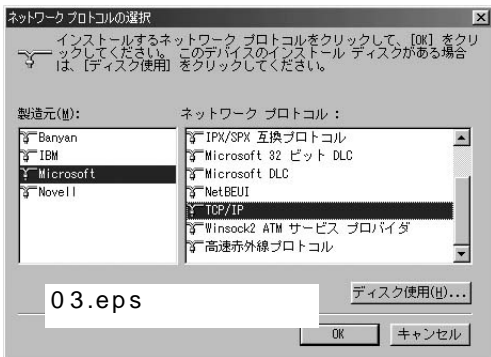 ネットワーク プロトコルの選択
インストールするネットワーク プロトコルをクリックして、[OK] をクリ
ックしてください。 このデバイスのインストール ディスクがある場合
は、[ディスク使用] をクリックしてください。
製造元(M):
Banyan
IBM
Microsoft
Novell
ネットワーク プロトコル :
IPX/SPX 互換プロトコル
Microsoft 32 ビット DLC
Microsoft DLC
NetBEUI
TCP/IP
Winsock2 ATM サービス プロバイダ
高速赤外線プロトコル
ディスク使用(H)...
03.eps
OK
キャンセル